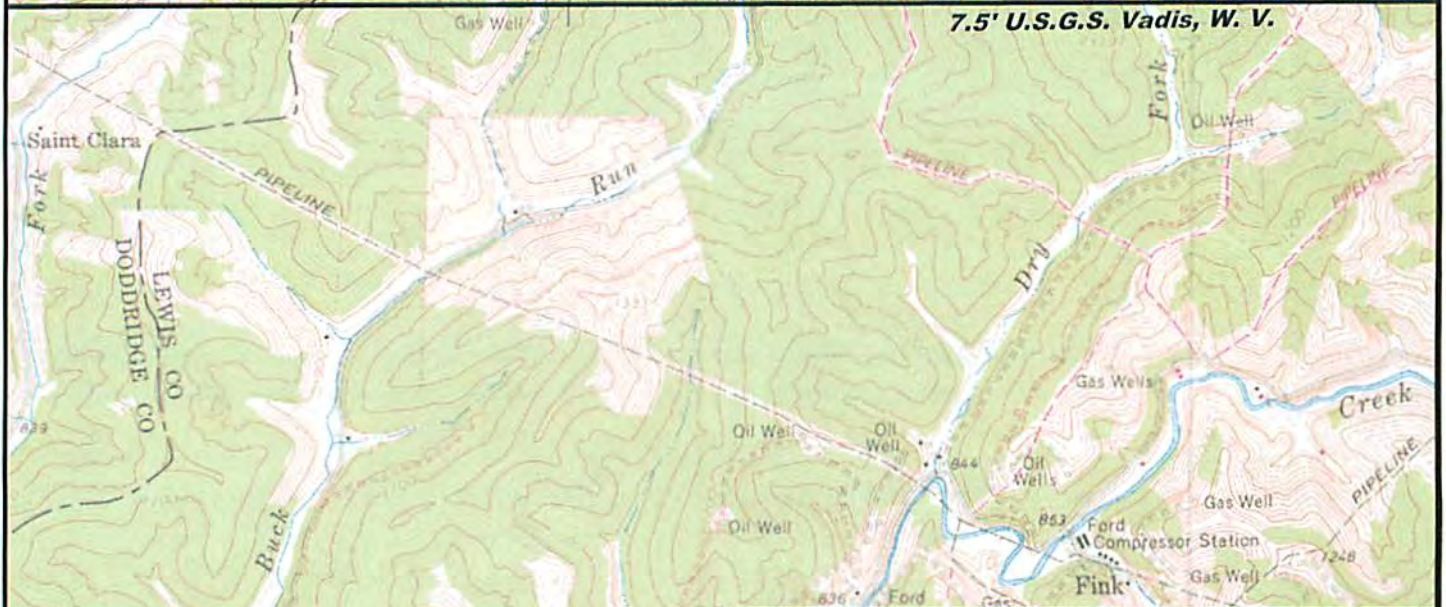 7.5' U.S.G.S. Vadis, W. V.
Gas Well
Fork
Oil Well
Saint Clara
Run
PIPELINE
PIPELINE
PIPELINE
Fork
Dry
LEWIS CO
DODDRIDGE CO
Gas Wells
Creek
839
Oil Well
Oil
Well
844
Oil
Wells
PIPELINE
Gas Well
Buck
Oil Well
853
Ford
Compressor Station
1248
Gas Well
Fink
836
Ford
Gas